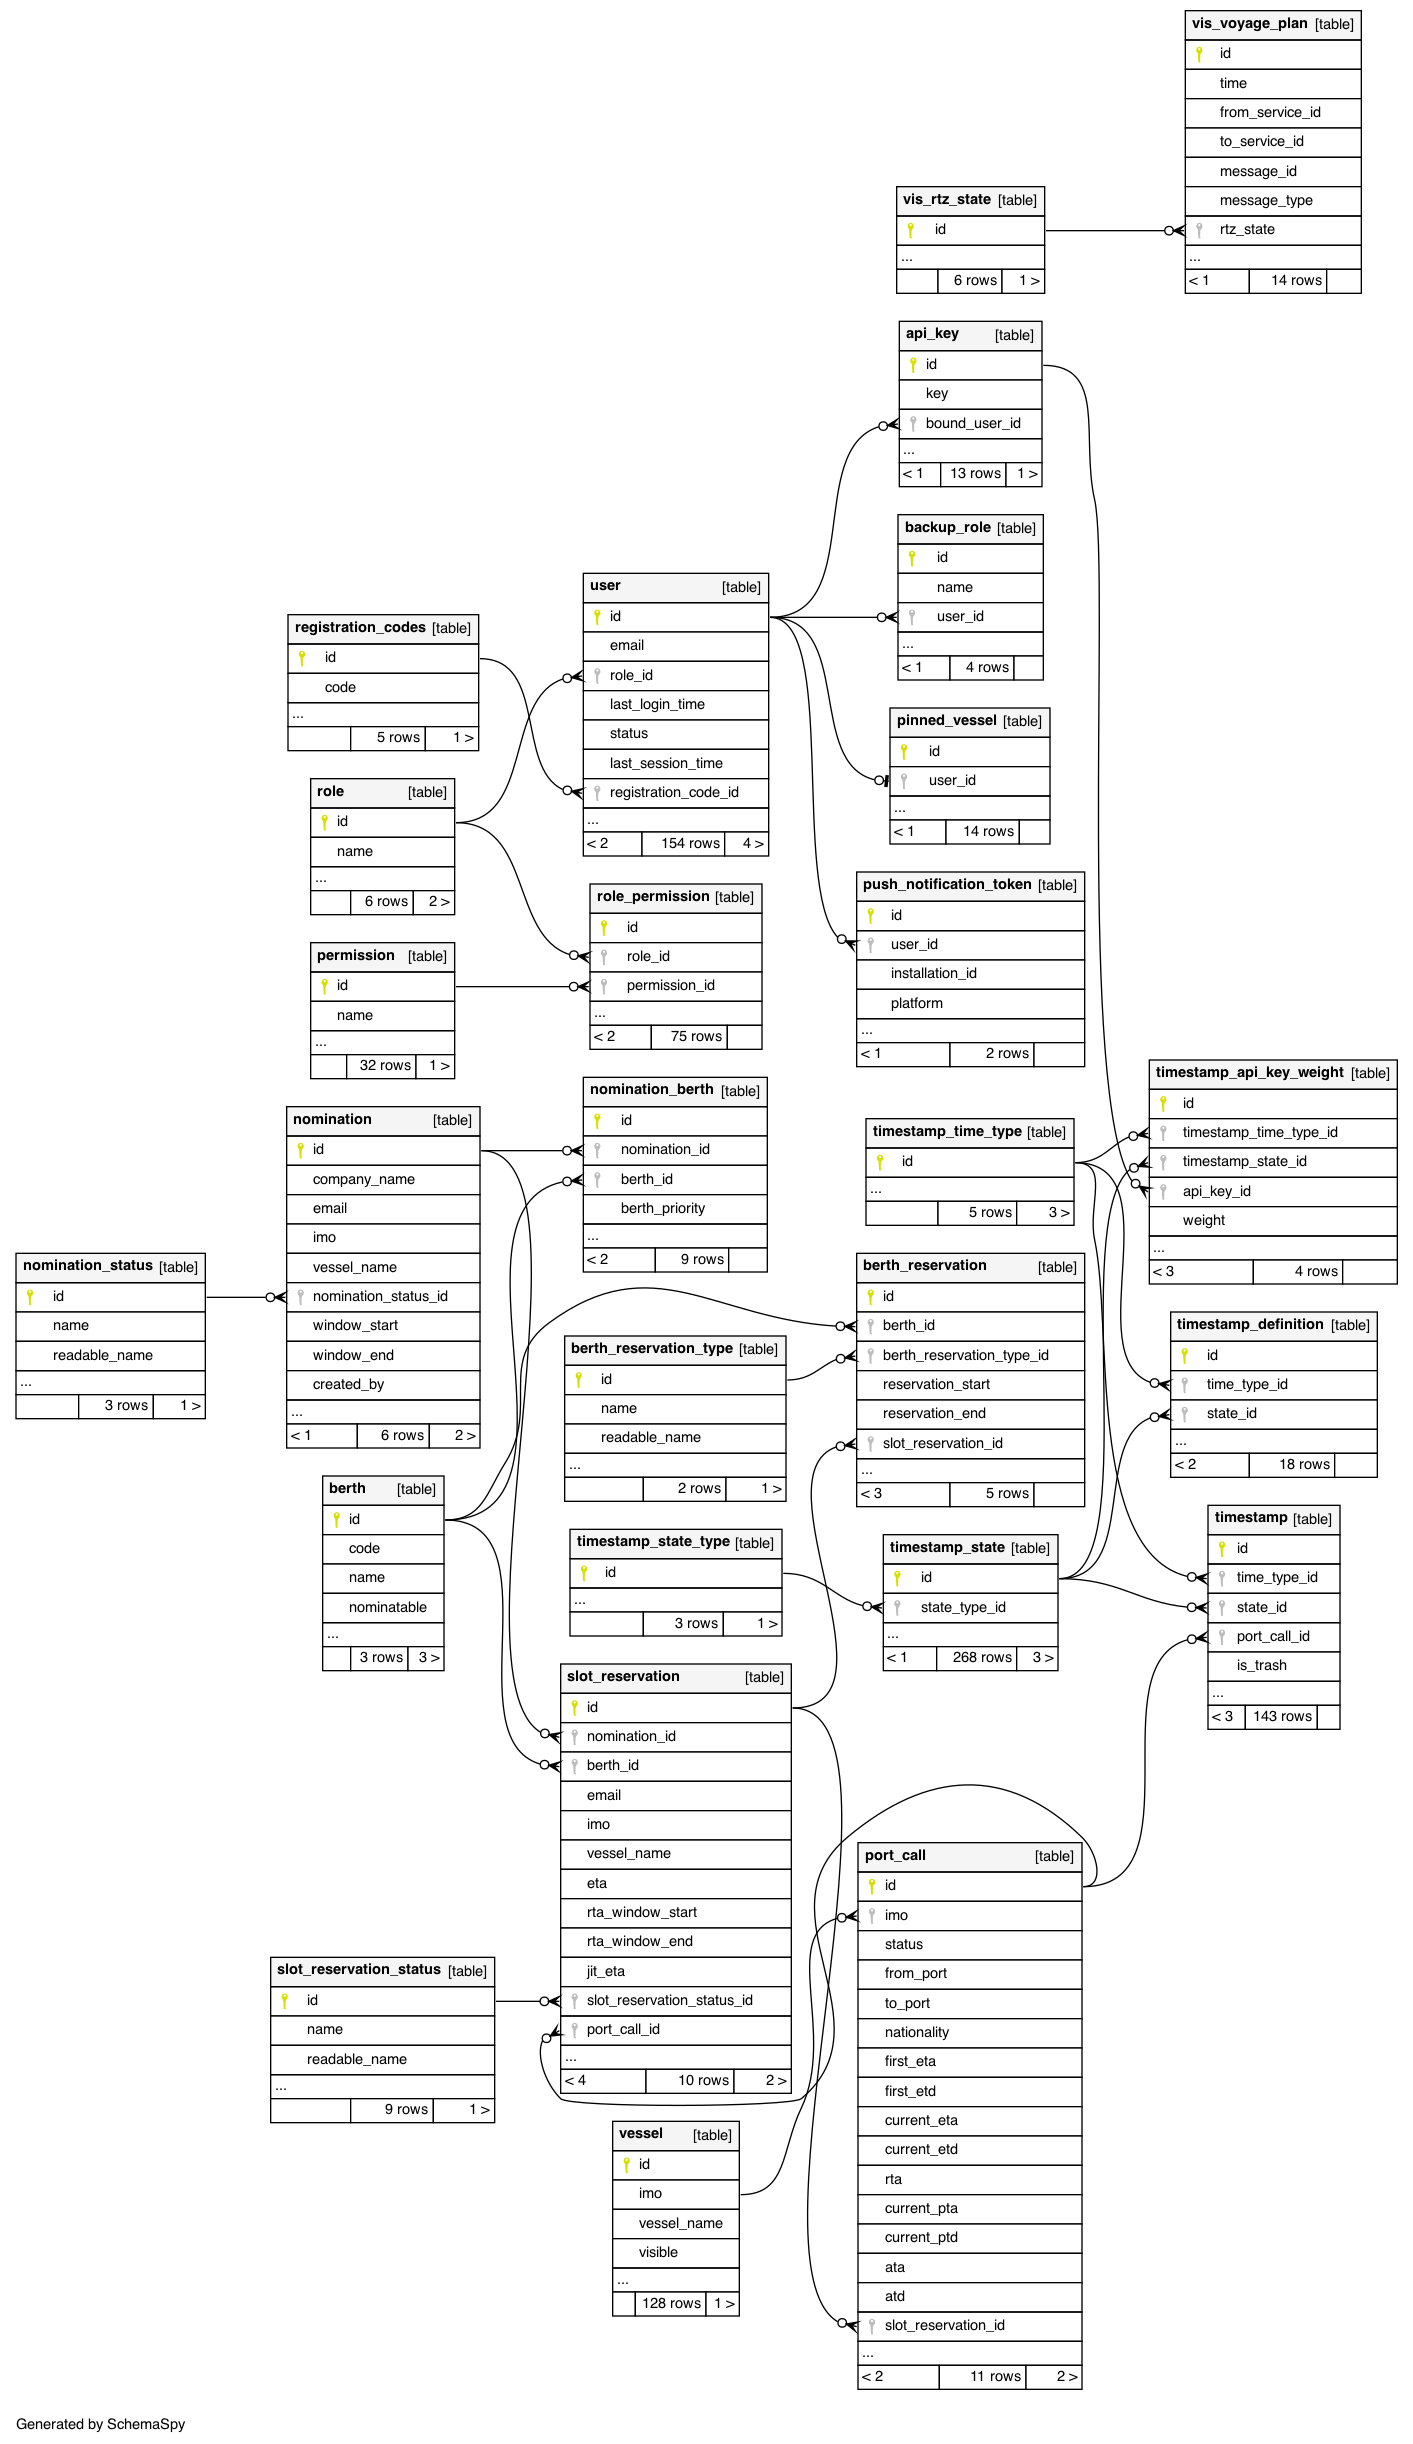 vis_voyage_plan [table]
id
time
from_service_id
to_service_id
message_id
message_type
rtz_state
...
< 1 14 rows
vis_rtz_state [table]
id
...
6 rows 1 >
api_key [table]
id
key
bound_user_id
...
< 1 13 rows 1 >
backup_role [table]
id
name
user_id
...
< 1 4 rows
user [table]
id
email
role_id
last_login_time
status
last_session_time
registration_code_id
...
< 2 154 rows 4 >
registration_codes [table]
id
code
...
5 rows 1 >
pinned_vessel [table]
id
user_id
...
< 1 14 rows
role [table]
id
name
...
6 rows 2 >
push_notification_token [table]
id
user_id
installation_id
platform
...
< 1 2 rows
role_permission [table]
id
role_id
permission_id
...
< 2 75 rows
permission [table]
id
name
...
32 rows 1 >
timestamp_api_key_weight [table]
id
timestamp_time_type_id
timestamp_state_id
api_key_id
weight
...
< 3 4 rows
nomination_berth [table]
id
nomination_id
berth_id
berth_priority
...
< 2 9 rows
nomination [table]
id
company_name
email
imo
vessel_name
nomination_status_id
window_start
window_end
created_by
...
< 1 6 rows 2 >
timestamp_time_type [table]
id
...
5 rows 3 >
nomination_status [table]
id
name
readable_name
...
3 rows 1 >
berth_reservation [table]
id
berth_id
berth_reservation_type_id
reservation_start
reservation_end
slot_reservation_id
...
< 3 5 rows
timestamp_definition [table]
id
time_type_id
state_id
...
< 2 18 rows
berth_reservation_type [table]
id
name
readable_name
...
2 rows 1 >
berth [table]
id
code
name
nominatable
...
3 rows 3 >
timestamp [table]
id
time_type_id
state_id
port_call_id
is_trash
...
< 3 143 rows
timestamp_state_type [table]
id
...
3 rows 1 >
timestamp_state [table]
id
state_type_id
...
< 1 268 rows 3 >
slot_reservation [table]
id
nomination_id
berth_id
email
imo
vessel_name
eta
rta_window_start
rta_window_end
jit_eta
slot_reservation_status_id
port_call_id
...
< 4 10 rows 2 >
port_call [table]
id
imo
status
from_port
to_port
nationality
first_eta
first_etd
current_eta
current_etd
rta
current_pta
current_ptd
ata
atd
slot_reservation_id
...
< 2 11 rows 2 >
slot_reservation_status [table]
id
name
readable_name
...
9 rows 1 >
vessel [table]
id
imo
vessel_name
visible
...
128 rows 1 >
Generated by SchemaSpy